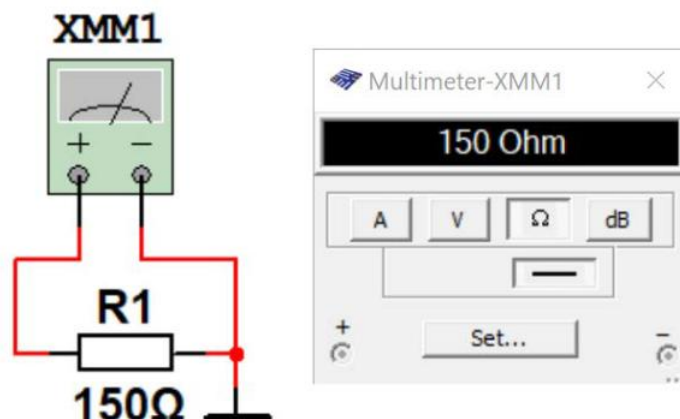 XMM1
+ -
R1
150Ω
Multimeter-XMM1
150 Ohm
A V Ω dB
+ Set... -